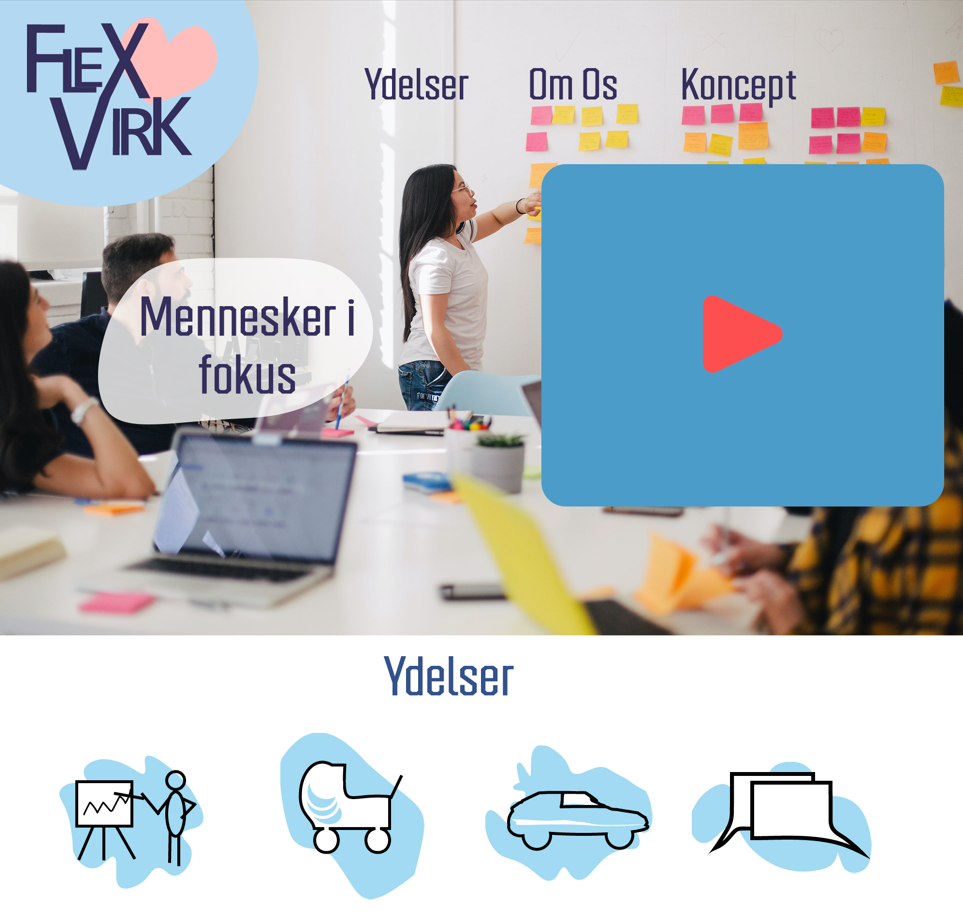 FLEX
VIRK
Ydelser Om Os Koncept
Mennesker i
fokus
Ydelser